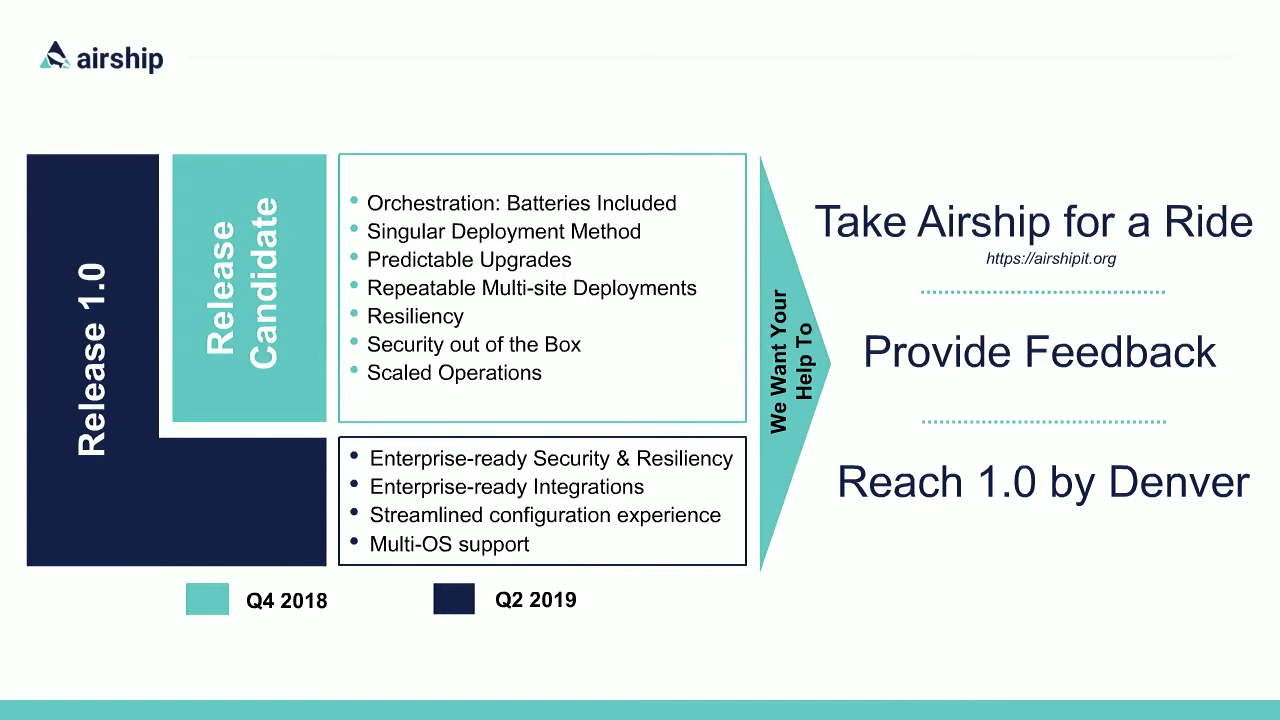 airship
Release 1.0
Release
Candidate
Orchestration: Batteries Included
Singular Deployment Method
Predictable Upgrades
Repeatable Multi-site Deployments
Resiliency
Security out of the Box
Scaled Operations
Enterprise-ready Security & Resiliency
Enterprise-ready Integrations
Streamlined configuration experience
Multi-OS support
We Want Your
Help To
Take Airship for a Ride
https://airshipit.org
Provide Feedback
Reach 1.0 by Denver
Q4 2018
Q2 2019